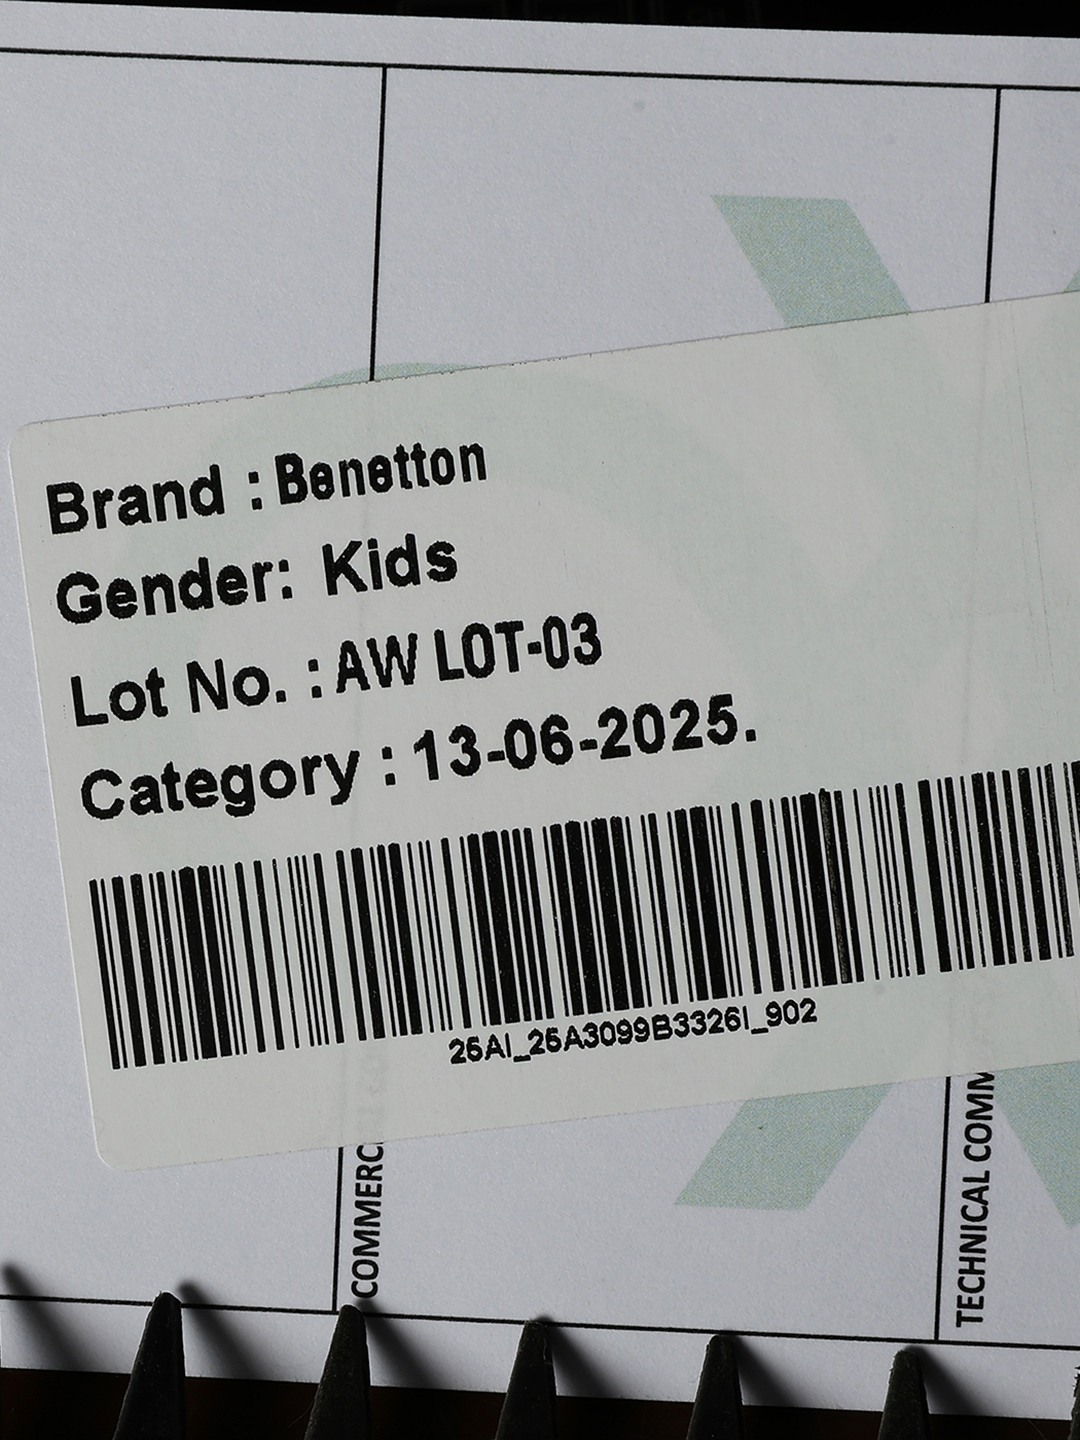 Brand : Benetton
Gender: Kids
Lot No. : AW LOT-03
Category : 13-06-2025.
25AI_25A3099B3326I_902
COMMERC
TECHNICAL COMM